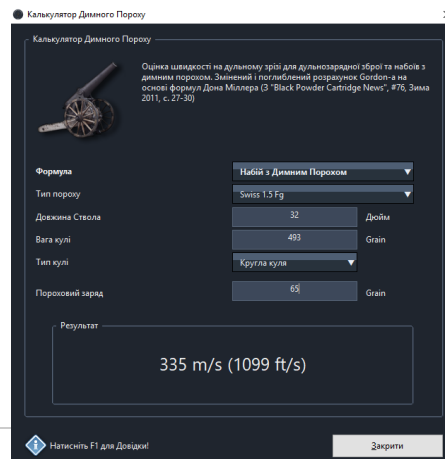 Калькулятор Димного Пороху
Калькулятор Димного Пороху
Оцінка швидкості на дульному зрізі для дульнозарядної зброї та набоїв з
димним порохом. Змінений і поглиблений розрахунок Gordon-а на
основі формул Дона Міллера (З "Black Powder Cartridge News", #76, Зима
2011, с. 27-30)
Формула Набій з Димним Порохом
Тип пороху Swiss 1.5 Fg
Довжина Ствола 32 Дюйм
Вага кулі 493 Grain
Тип кулі Кругла куля
Пороховий заряд 65 Grain
Результат
335 m/s (1099 ft/s)
Натисніть F1 для Довідки! Закрити